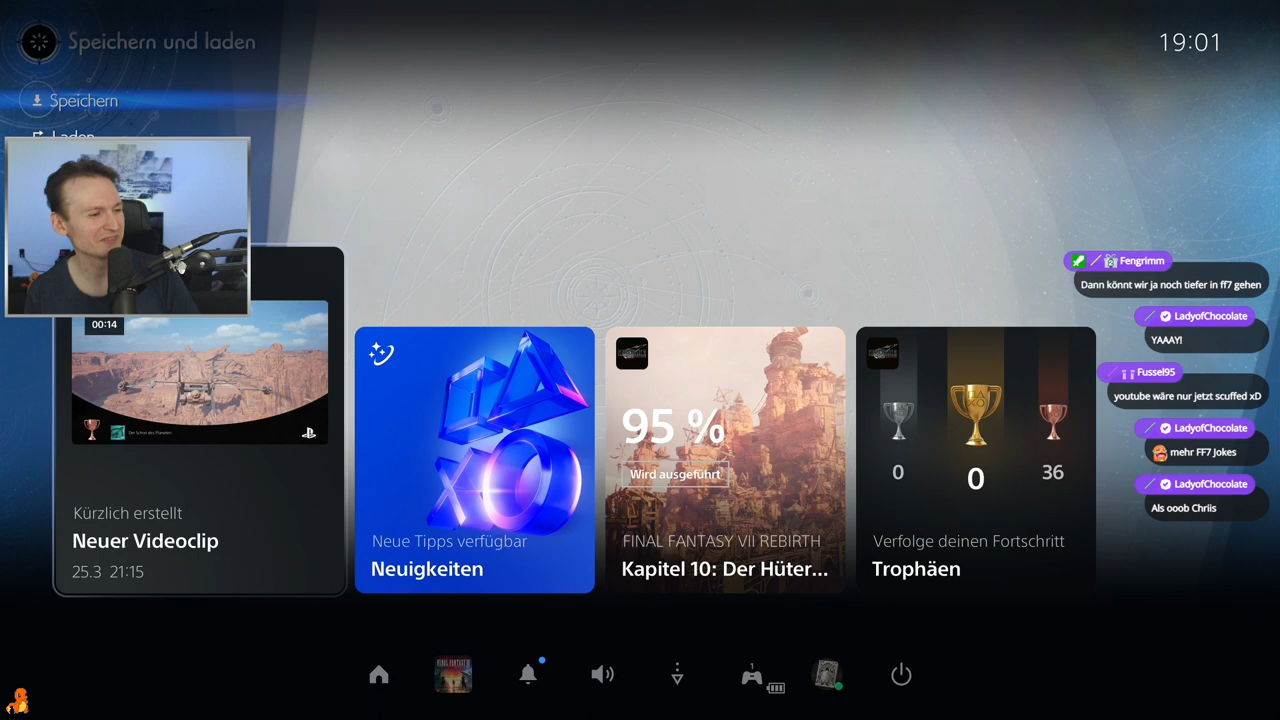 Speichern und laden
19:01
Speichern
Laden
00:14
Kürzlich erstellt
Neuer Videoclip
25.3 21:15
Neue Tipps verfügbar
Neuigkeiten
95 %
Wird ausgeführt
FINAL FANTASY VII REBIRTH
Kapitel 10: Der Hüter...
0
0
36
Verfolge deinen Fortschritt
Trophäen
Fengrimm
Dann könnt wir ja noch tiefer in ff7 gehen
LadyofChocolate
YAAAY!
Fussel95
youtube wäre nur jetzt scuffed xD
LadyofChocolate
mehr FF7 Jokes
LadyofChocolate
Als ooob Chriis
1